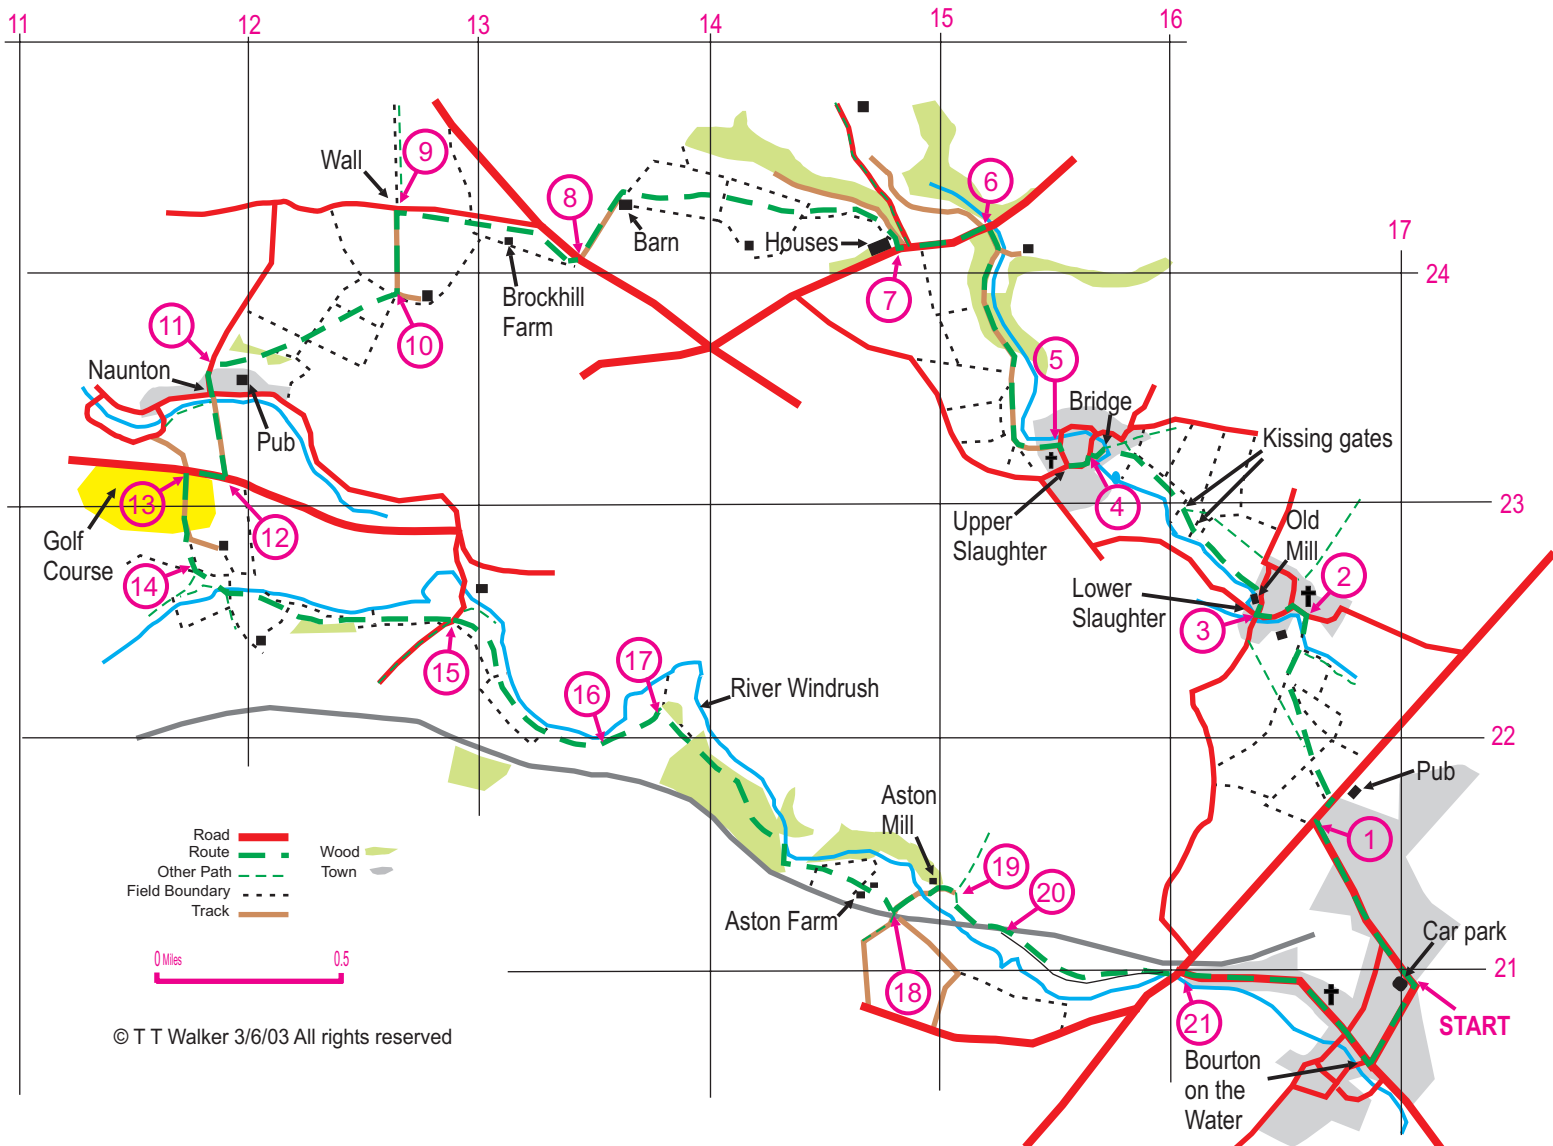 11
12
13
14
15
16
17
24
23
22
21
Wall
9
8
Barn
Houses
7
6
Brockhill
Farm
10
11
Naunton
Pub
5
Bridge
Kissing gates
4
Upper
Slaughter
Old
Mill
Lower
Slaughter
3
2
13
12
Golf
Course
14
15
16
17
River Windrush
Pub
1
Aston
Mill
19
20
Aston Farm
18
Car park
START
21
Bourton
on the
Water
Road
Route
Other Path
Field Boundary
Track
Wood
Town
0 Miles
0.5
© T T Walker 3/6/03 All rights reserved